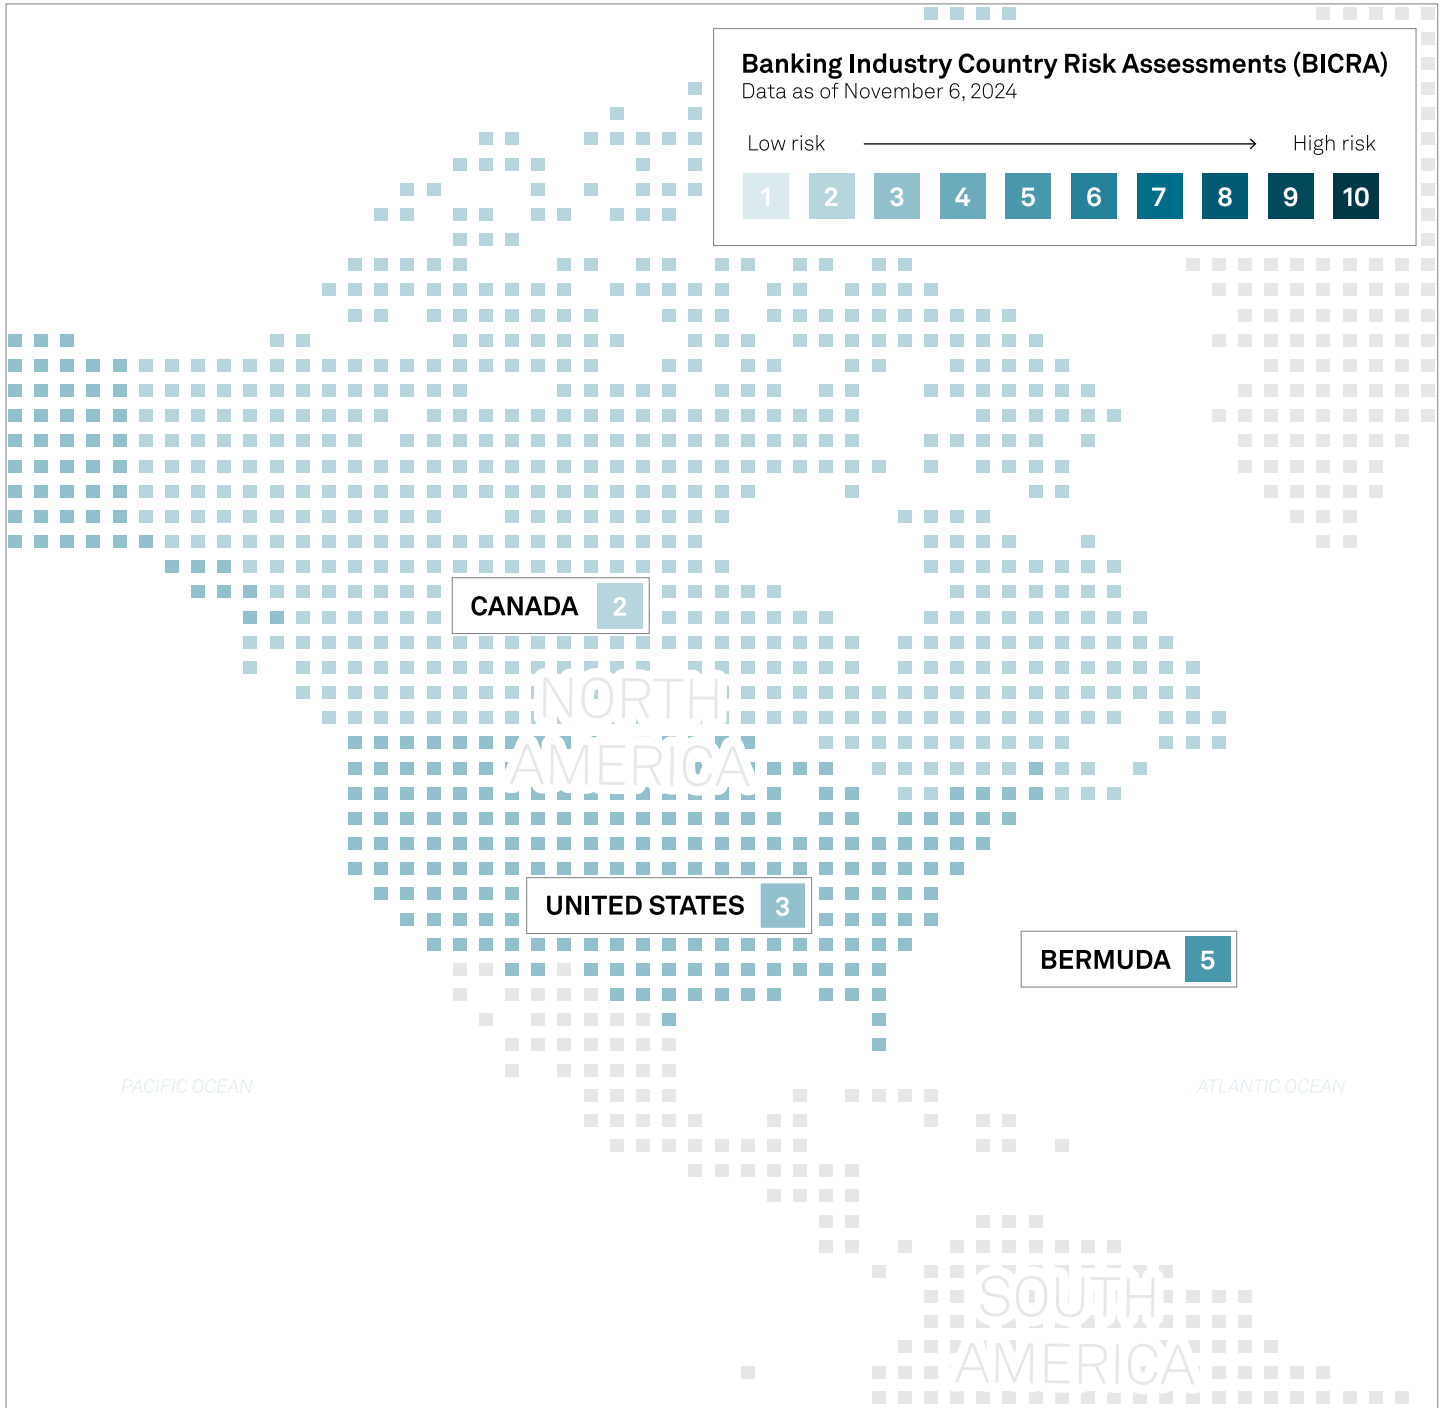 Banking Industry Country Risk Assessments (BICRA)
Data as of November 6, 2024
Low risk High risk
1 2 3 4 5 6 7 8 9 10
CANADA 2
NORTH
AMERICA
UNITED STATES 3
BERMUDA 5
PACIFIC OCEAN
ATLANTIC OCEAN
SOUTH
AMERICA